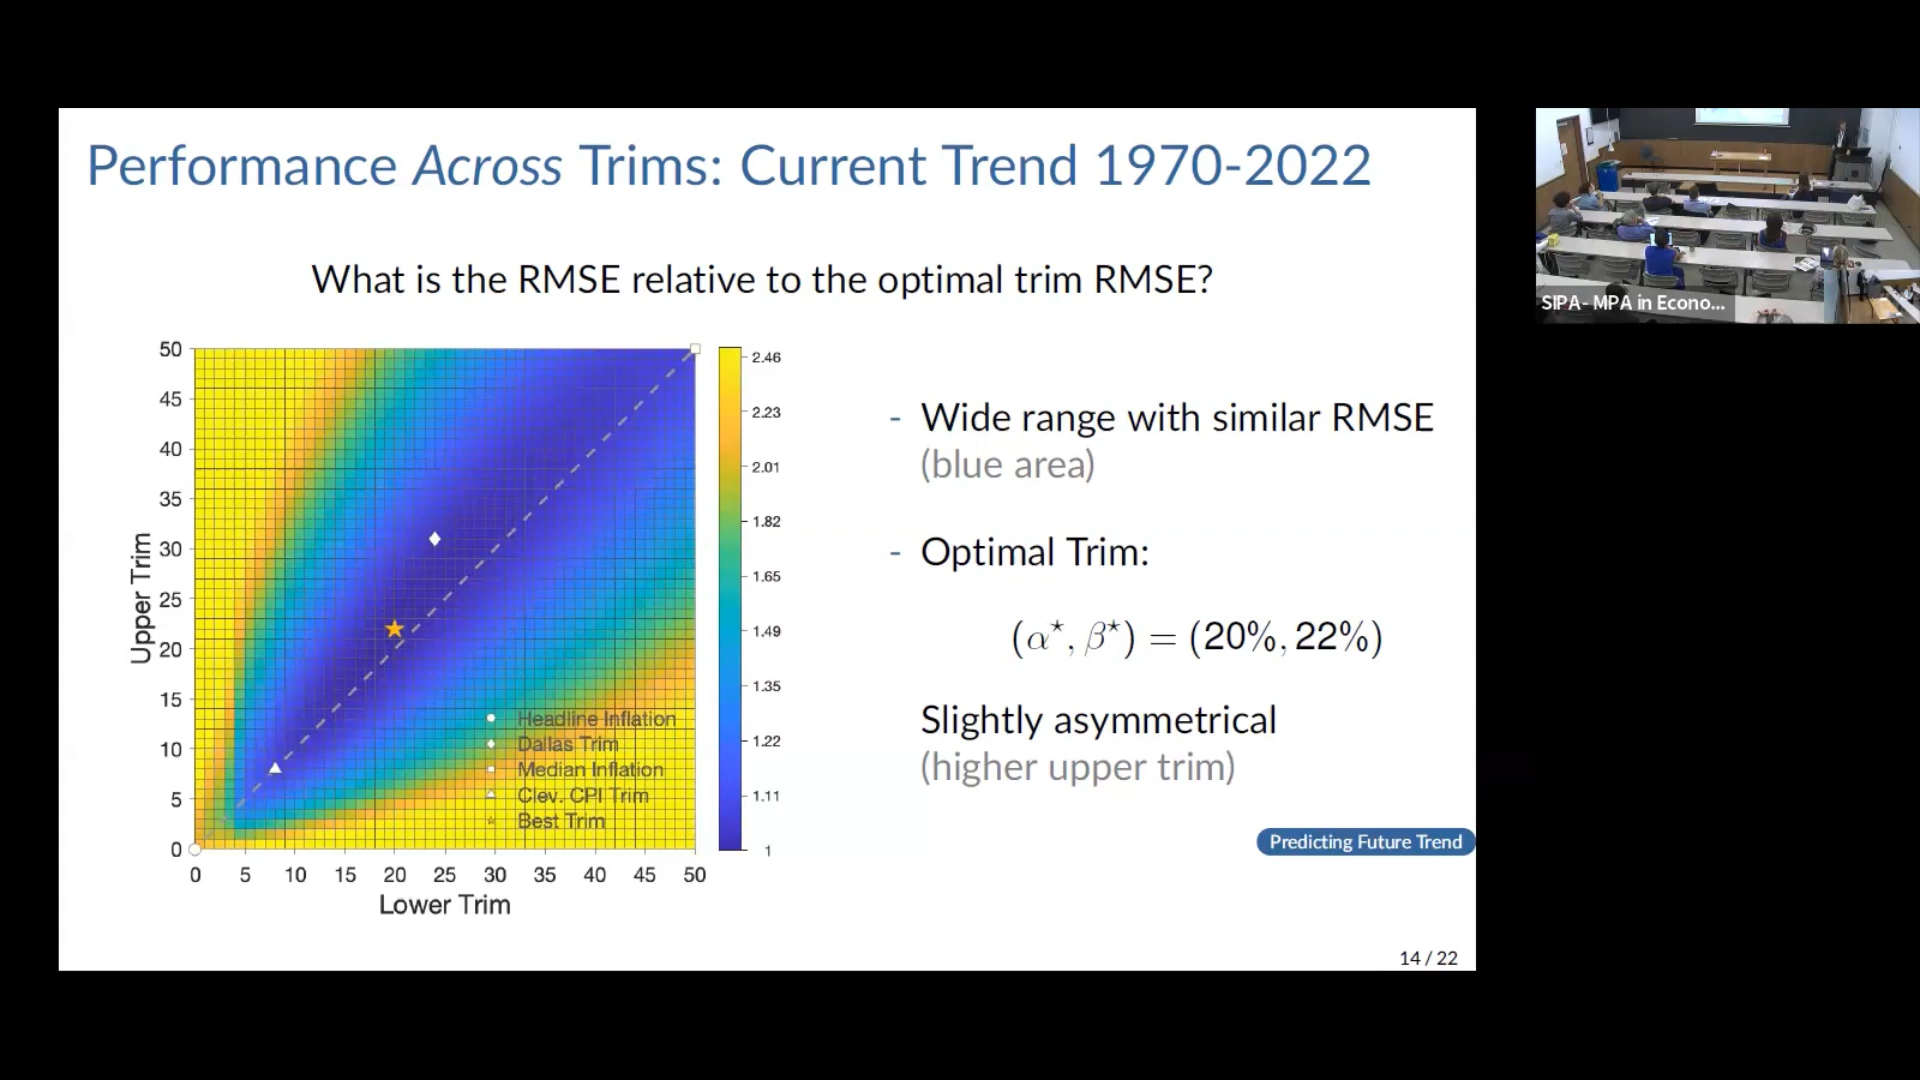 Performance Across Trims: Current Trend 1970-2022
What is the RMSE relative to the optimal trim RMSE?
50
45
40
35
30
25
20
15
10
5
0
Upper Trim
0 5 10 15 20 25 30 35 40 45 50
Lower Trim
Headline Inflation
Dallas Trim
Median Inflation
Clev. CPI Trim
Best Trim
2.46
2.23
2.01
1.82
1.65
1.49
1.35
1.22
1.11
1
- Wide range with similar RMSE
(blue area)
- Optimal Trim:
(α*, β*) = (20%, 22%)
Slightly asymmetrical
(higher upper trim)
Predicting Future Trend
14 / 22
SIPA- MPA in Econo...